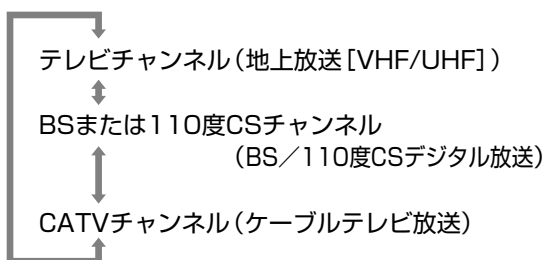 テレビチャンネル（地上放送［VHF/UHF］）
BSまたは110度CSチャンネル
（BS／110度CSデジタル放送）
CATVチャンネル（ケーブルテレビ放送）